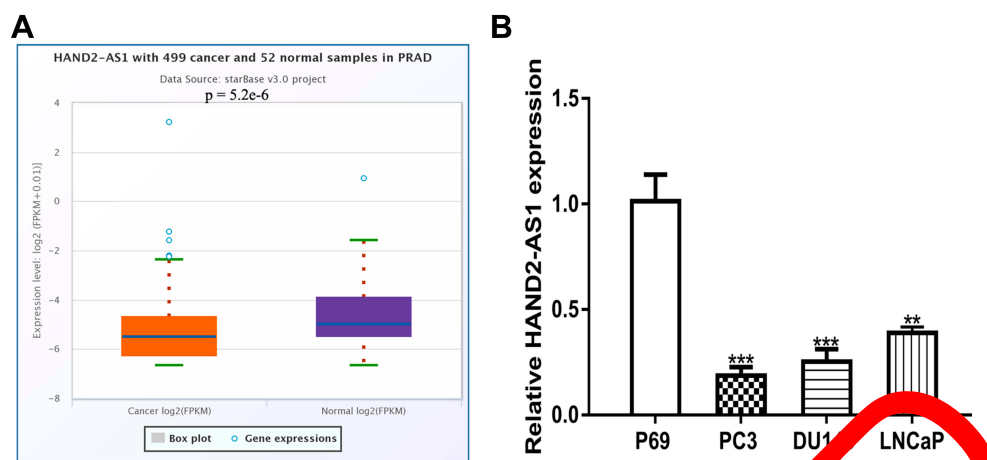 A
HAND2-AS1 with 499 cancer and 52 normal samples in PRAD
Data Source: starBase v3.0 project
p = 5.2e-6
Expression level: log2 (FPKM+0.01)]
4
2
0
-2
-4
-6
-8
Cancer log2(FPKM)
Normal log2(FPKM)
Box plot
Gene expressions
B
Relative HAND2-AS1 expression
1.5
1.0
0.5
0.0
***
***
**
P69
PC3
LNCaP